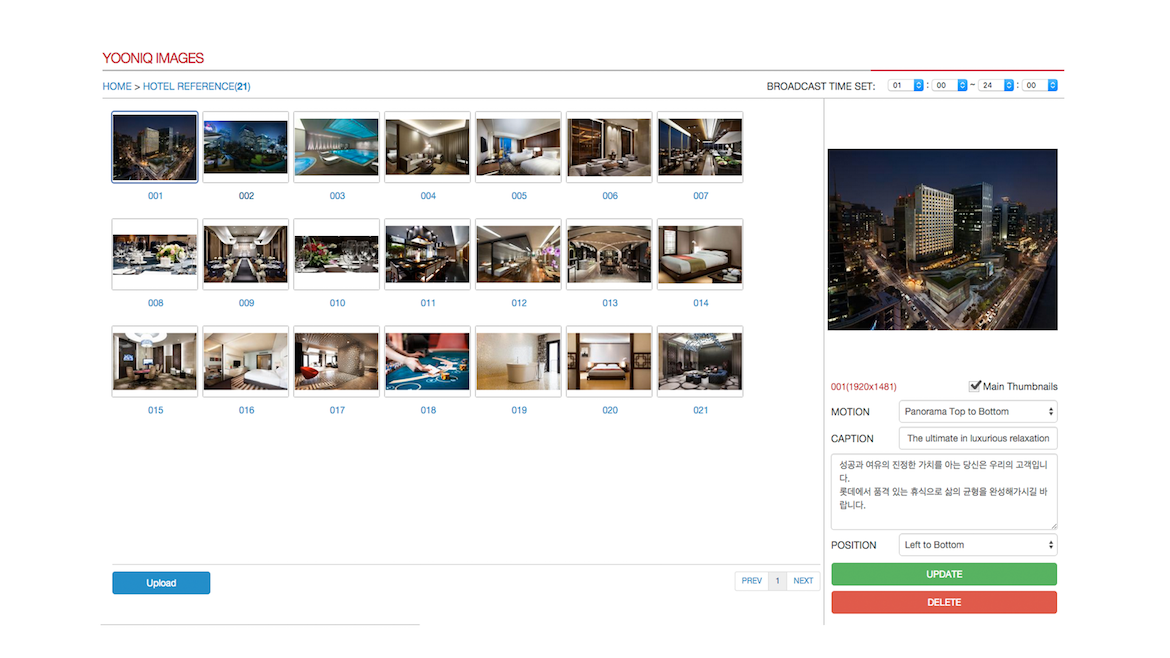 YOONIQ IMAGES
HOME > HOTEL REFERENCE(21)
BROADCAST TIME SET: 01 : 00 ~ 24 : 00
001 002 003 004 005 006 007
008 009 010 011 012 013 014
015 016 017 018 019 020 021
001(1920x1481) Main Thumbnails
MOTION Panorama Top to Bottom
CAPTION The ultimate in luxurious relaxation
성공과 여유의 진정한 가치를 아는 당신은 우리의 고객입니
다.
롯데에서 품격 있는 휴식으로 삶의 균형을 완성해가시길 바
랍니다.
POSITION Left to Bottom
UPDATE
DELETE
Upload
PREV 1 NEXT